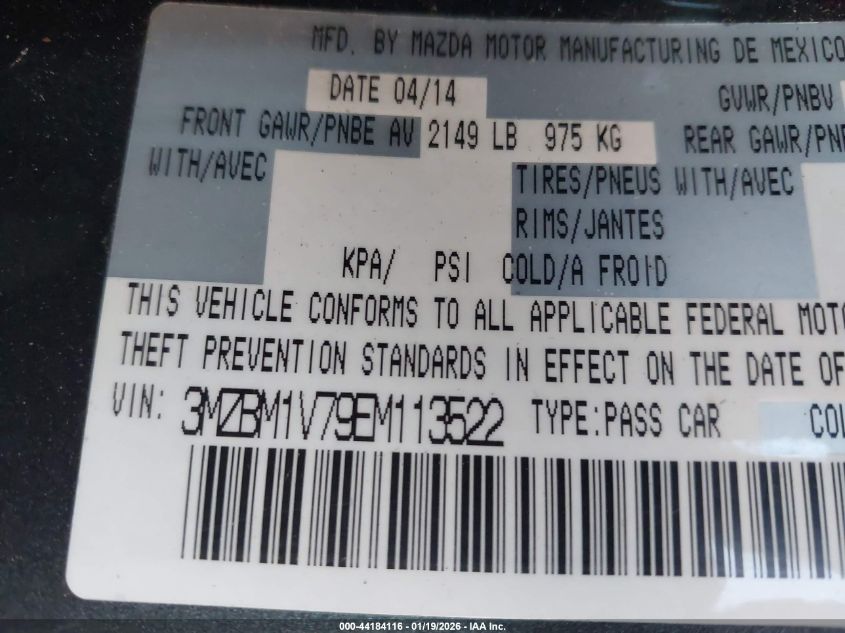 MFD. BY MAZDA MOTOR MANUFACTURING DE MEXICO
DATE 04/14 GVWR/PNBV
FRONT GAWR/PNBE AV 2149 LB 975 KG REAR GAWR/PNB
WITH/AVEC TIRES/PNEUS WITH/AVEC
RIMS/JANTES
KPA/ PSI COLD/A FROID
THIS VEHICLE CONFORMS TO ALL APPLICABLE FEDERAL MOTO
THEFT PREVENTION STANDARDS IN EFFECT ON THE DATE OF
VIN: 3MZBM1V79EM113522 TYPE:PASS CAR COL
000-44184116 - 01/19/2026 - IAA Inc.